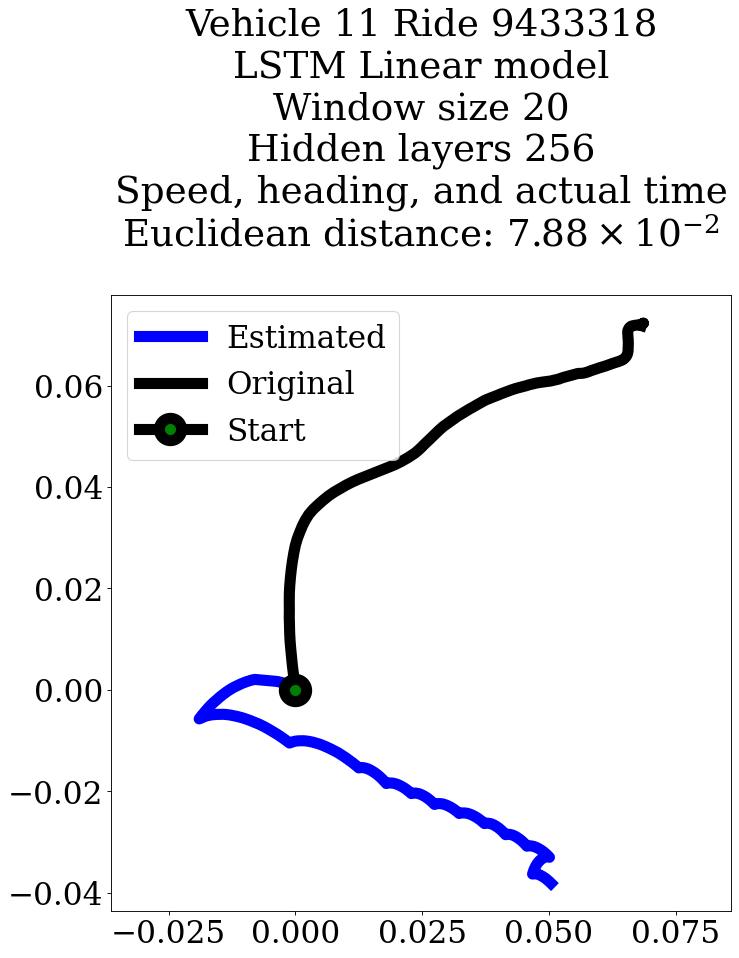 Vehicle 11 Ride 9433318
LSTM Linear model
Window size 20
Hidden layers 256
Speed, heading, and actual time
Euclidean distance: 7.88 × 10⁻²
Estimated
Original
Start
0.06
0.04
0.02
0.00
−0.02
−0.04
−0.025 0.000 0.025 0.050 0.075